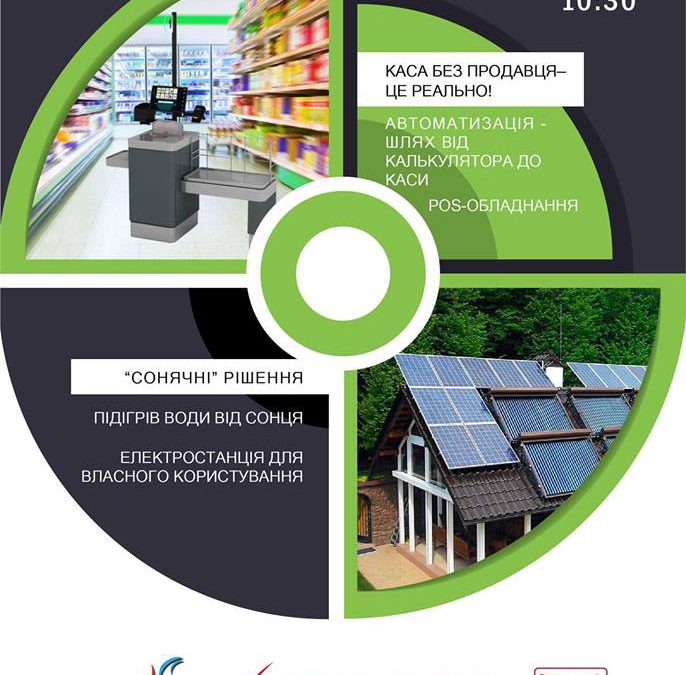 10:30
КАСА БЕЗ ПРОДАВЦЯ–
ЦЕ РЕАЛЬНО!
АВТОМАТИЗАЦІЯ -
ШЛЯХ ВІД
КАЛЬКУЛЯТОРА ДО
КАСИ
POS-ОБЛАДНАННЯ
“СОНЯЧНІ” РІШЕННЯ
ПІДІГРІВ ВОДИ ВІД СОНЦЯ
ЕЛЕКТРОСТАНЦІЯ ДЛЯ
ВЛАСНОГО КОРИСТУВАННЯ